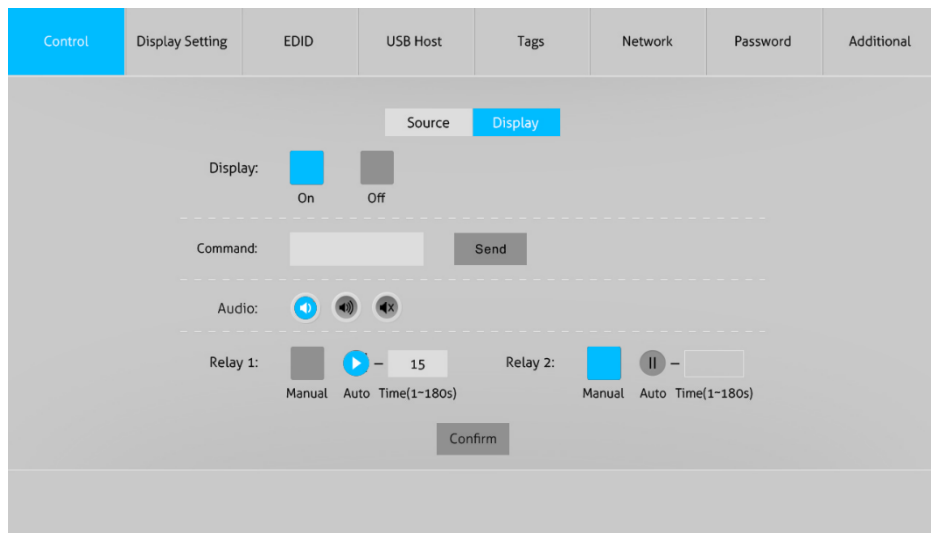 Control Display Setting EDID USB Host Tags Network Password Additional
Source Display
Display:
On Off
Command: Send
Audio:
Relay 1: – 15 Relay 2: –
Manual Auto Time(1~180s) Manual Auto Time(1~180s)
Confirm